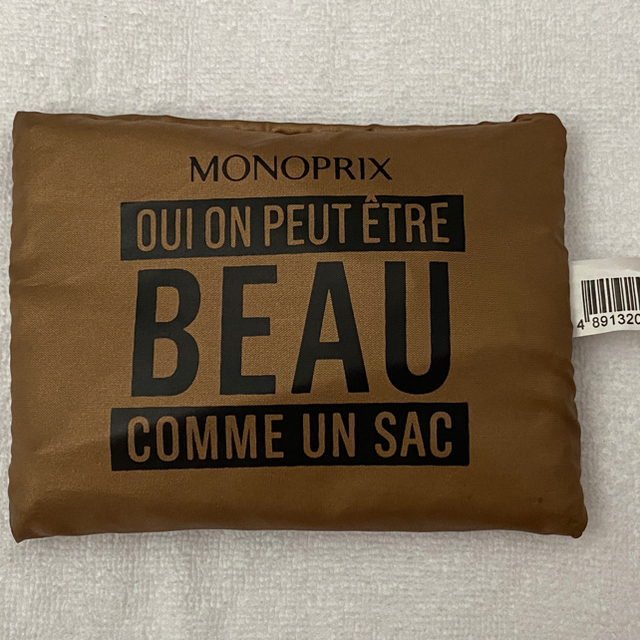 MONOPRIX
OUI ON PEUT ÊTRE
BEAU
COMME UN SAC
4 891320